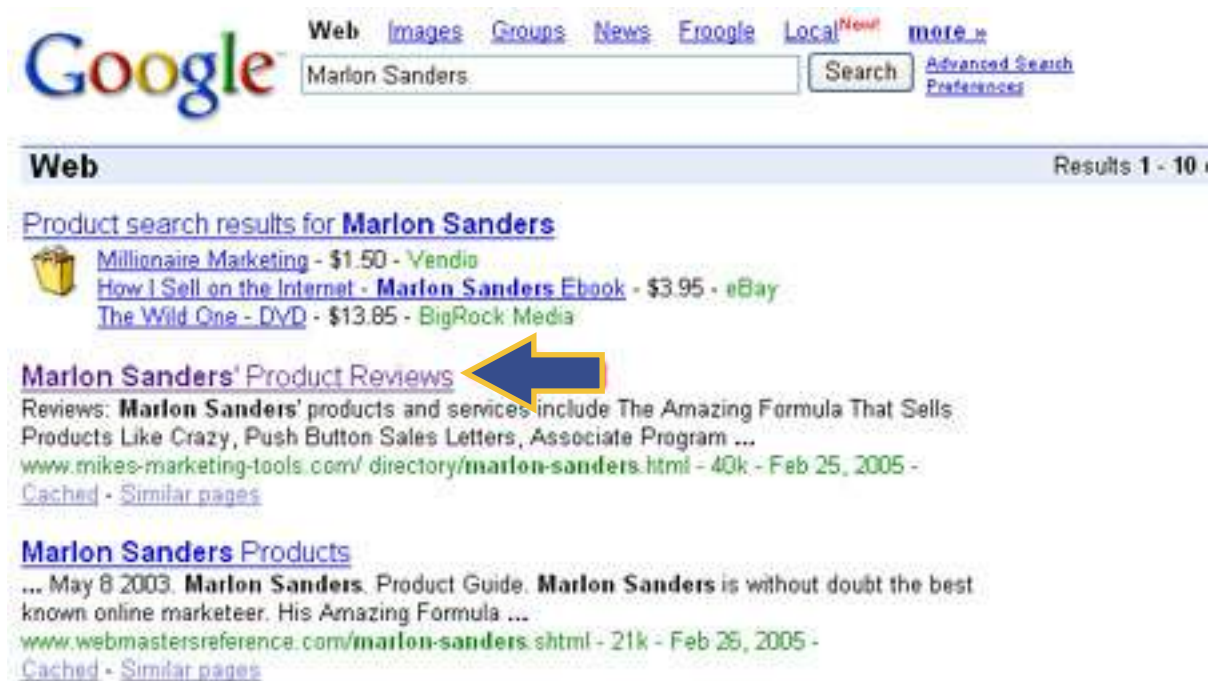 Google
Web Images Groups News Froogle Local New! more »
Marlon Sanders Search Advanced Search
Preferences
Web Results 1 - 10
Product search results for Marlon Sanders
Millionaire Marketing - $1.50 - Vendio
How I Sell on the Internet - Marlon Sanders Ebook - $3.95 - eBay
The Wild One - DVD - $13.85 - BigRock Media
Marlon Sanders' Product Reviews
Reviews: Marlon Sanders' products and services include The Amazing Formula That Sells
Products Like Crazy, Push Button Sales Letters, Associate Program ...
www.mikes-marketing-tools.com/ directory/marlon-sanders.html - 40k - Feb 25, 2005 -
Cached - Similar pages
Marlon Sanders Products
... May 8 2003. Marlon Sanders. Product Guide. Marlon Sanders is without doubt the best
known online marketeer. His Amazing Formula ...
www.webmastersreference.com/marlon-sanders.shtml - 21k - Feb 26, 2005 -
Cached - Similar pages